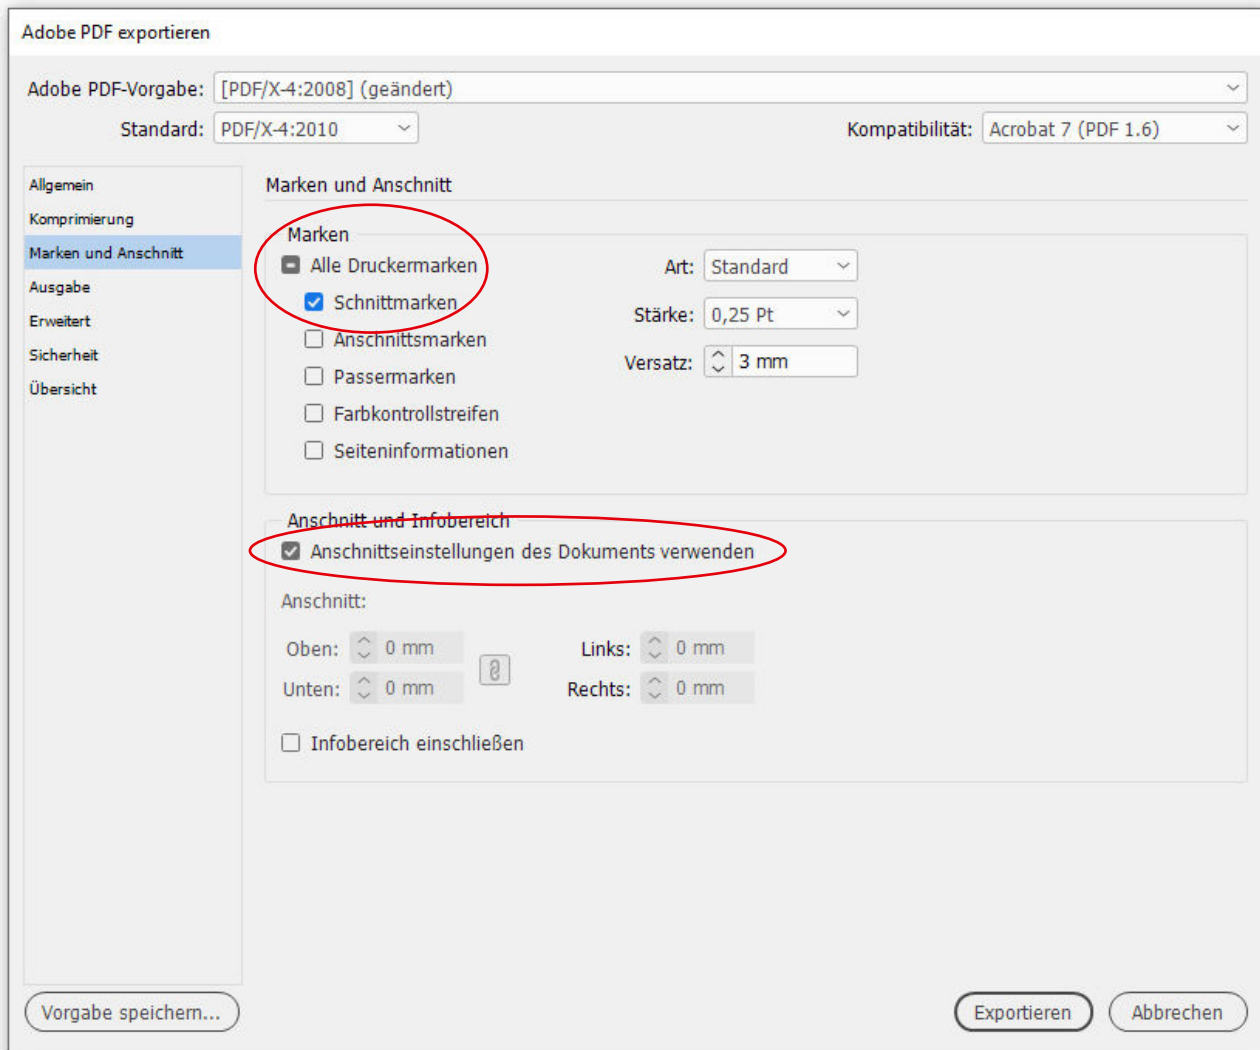 Adobe PDF exportieren
Adobe PDF-Vorgabe: [PDF/X-4:2008] (geändert)
Standard: PDF/X-4:2010 Kompatibilität: Acrobat 7 (PDF 1.6)
Allgemein
Komprimierung
Marken und Anschnitt
Ausgabe
Erweitert
Sicherheit
Übersicht
Marken und Anschnitt
Marken
Alle Druckermarken
Schnittmarken
Anschnittsmarken
Passermarken
Farbkontrollstreifen
Seiteninformationen
Art: Standard
Stärke: 0,25 Pt
Versatz: 3 mm
Anschnitt und Infobereich
Anschnittseinstellungen des Dokuments verwenden
Anschnitt:
Oben: 0 mm Links: 0 mm
Unten: 0 mm Rechts: 0 mm
Infobereich einschließen
Vorgabe speichern... Exportieren Abbrechen